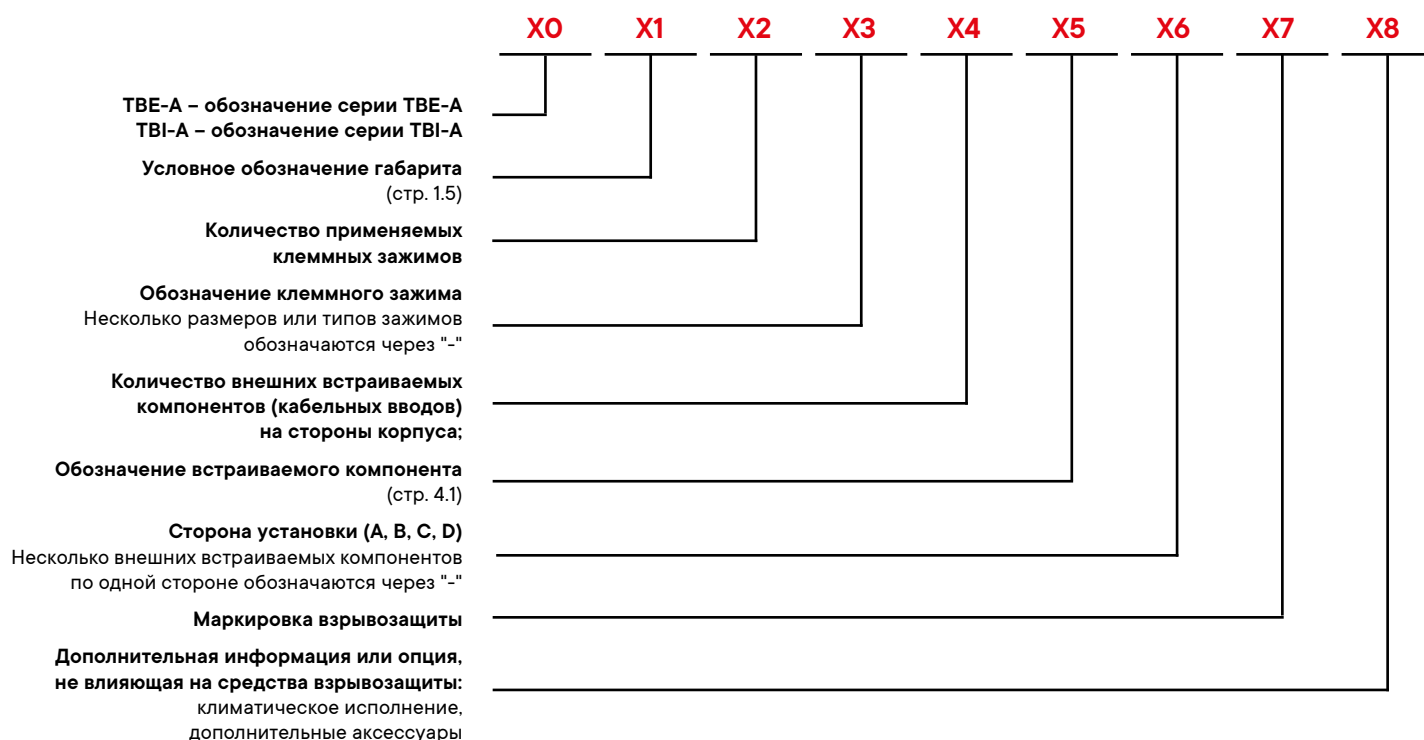 X0 X1 X2 X3 X4 X5 X6 X7 X8
TBE-A – обозначение серии TBE-A
TBI-A – обозначение серии TBI-A
Условное обозначение габарита
(стр. 1.5)
Количество применяемых
клеммных зажимов
Обозначение клеммного зажима
Несколько размеров или типов зажимов
обозначаются через "-"
Количество внешних встраиваемых
компонентов (кабельных вводов)
на стороны корпуса;
Обозначение встраиваемого компонента
(стр. 4.1)
Сторона установки (A, B, C, D)
Несколько внешних встраиваемых компонентов
по одной стороне обозначаются через "-"
Маркировка взрывозащиты
Дополнительная информация или опция,
не влияющая на средства взрывозащиты:
климатическое исполнение,
дополнительные аксессуары